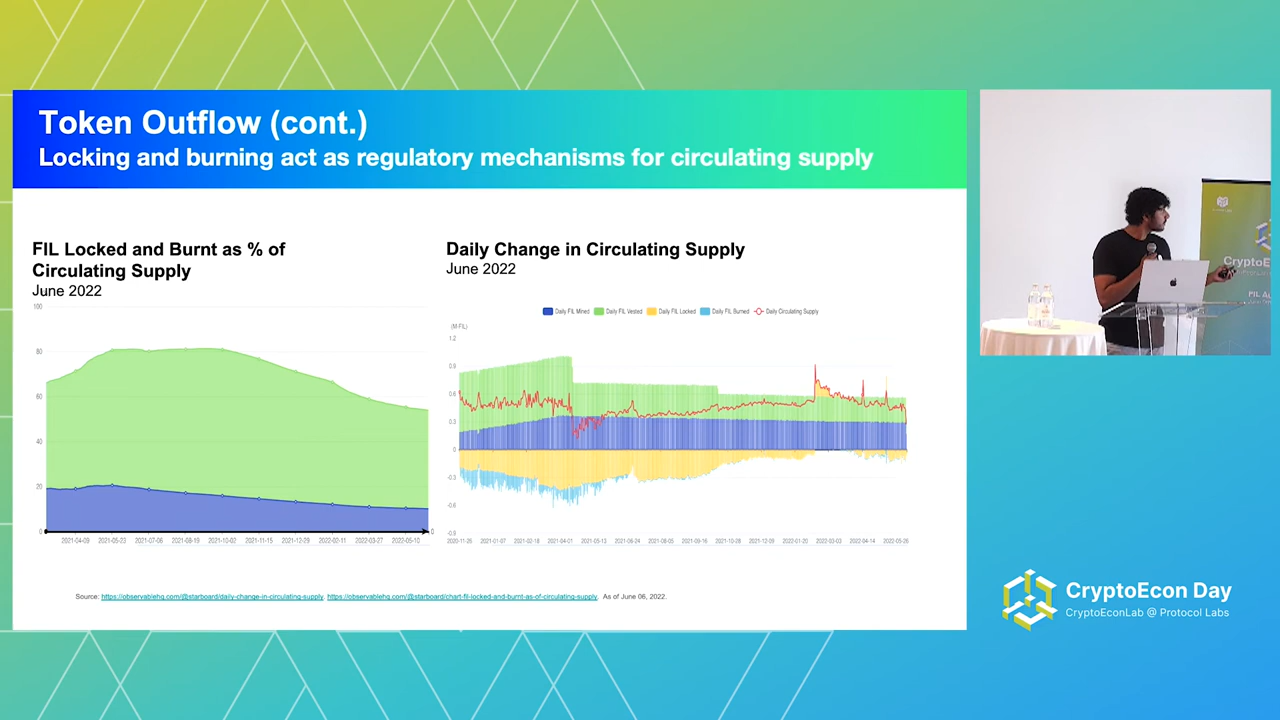 Token Outflow (cont.)
Locking and burning act as regulatory mechanisms for circulating supply
FIL Locked and Burnt as % of
Circulating Supply
June 2022
100
80
60
40
20
0
0
2021-04-09 2021-05-23 2021-07-06 2021-08-19 2021-10-02 2021-11-15 2021-12-29 2022-02-11 2022-03-27 2022-05-10
Daily Change in Circulating Supply
June 2022
Daily FIL Mined Daily FIL Vested Daily FIL Locked Daily FIL Burned Daily Circulating Supply
(M FIL)
1.2
0.9
0.6
0.3
0
-0.3
-0.6
-0.9
2020-11-26 2021-01-07 2021-02-18 2021-04-01 2021-05-13 2021-06-24 2021-08-05 2021-09-16 2021-10-28 2021-12-09 2022-01-20 2022-03-03 2022-04-14 2022-05-26
Source: https://observablehq.com/@starboard/daily-change-in-circulating-supply, https://observablehq.com/@starboard/chart-fil-locked-and-burnt-as-of-circulating-supply. As of June 06, 2022.
CryptoE
FIL A
CryptoEcon Day
CryptoEconLab @ Protocol Labs